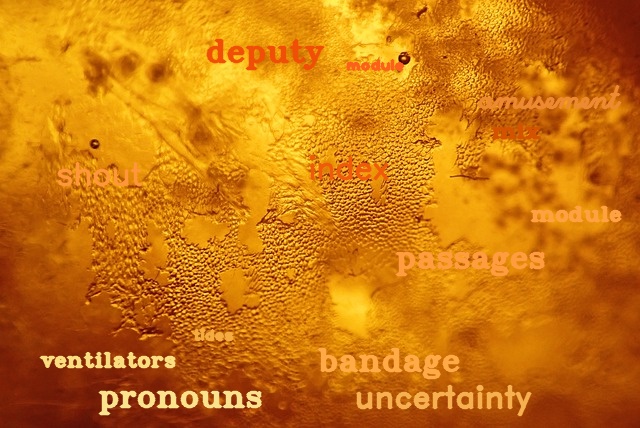 deputy
module
amusement
mix
index
shout
module
passages
tides
ventilators
bandage
pronouns
uncertainty